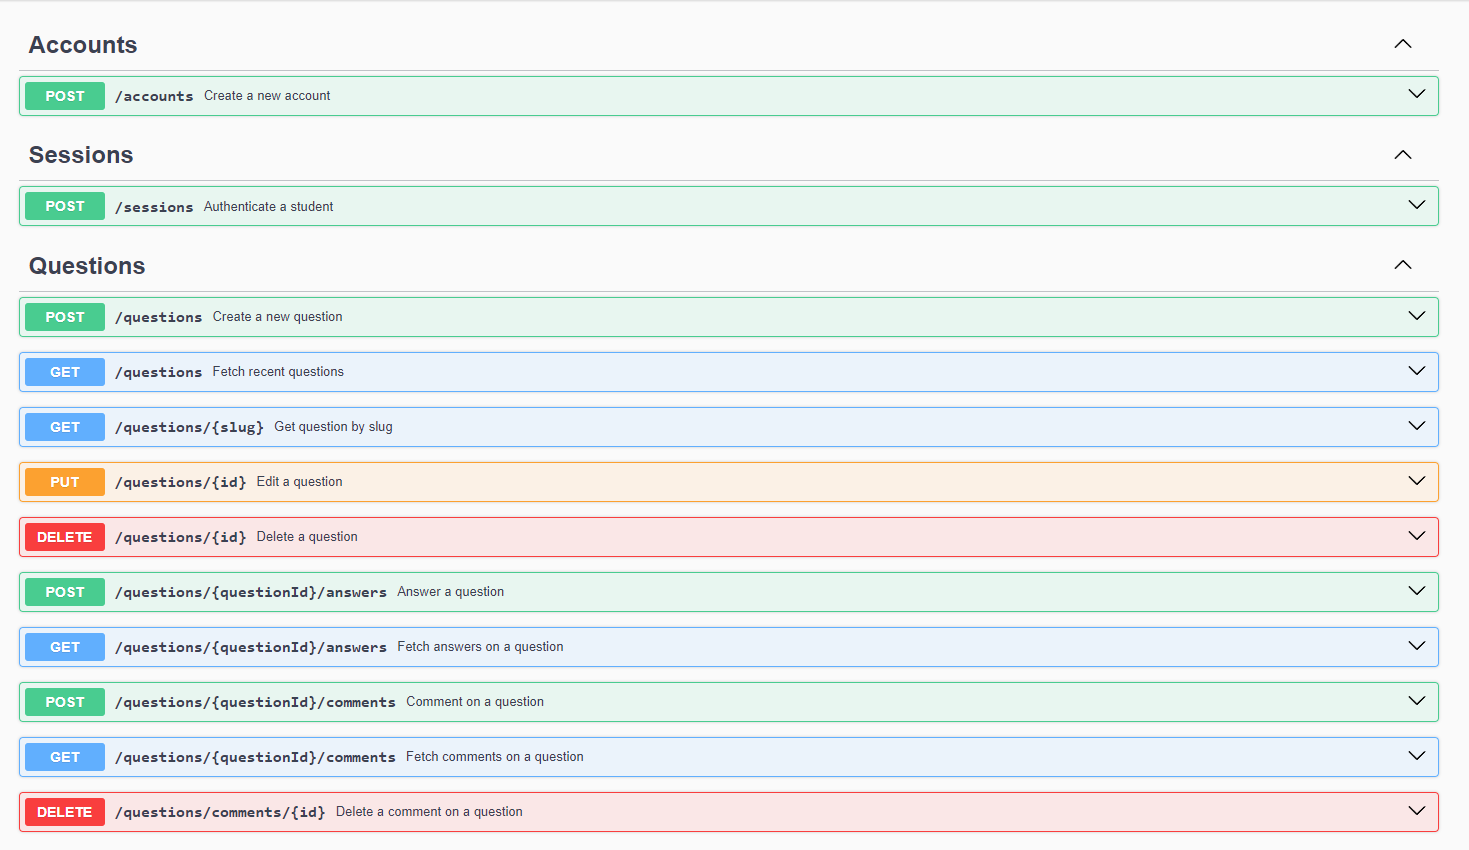 Accounts
POST /accounts Create a new account
Sessions
POST /sessions Authenticate a student
Questions
POST /questions Create a new question
GET /questions Fetch recent questions
GET /questions/{slug} Get question by slug
PUT /questions/{id} Edit a question
DELETE /questions/{id} Delete a question
POST /questions/{questionId}/answers Answer a question
GET /questions/{questionId}/answers Fetch answers on a question
POST /questions/{questionId}/comments Comment on a question
GET /questions/{questionId}/comments Fetch comments on a question
DELETE /questions/comments/{id} Delete a comment on a question